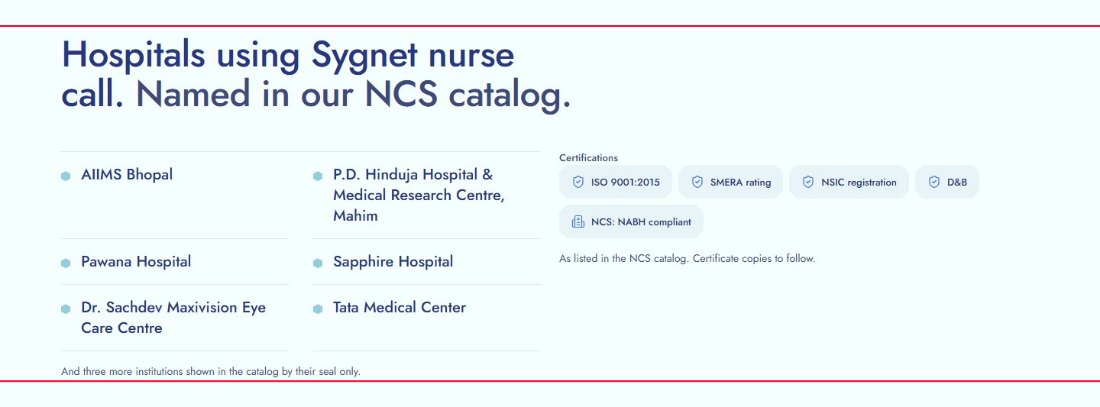 Hospitals using Sygnet nurse
call. Named in our NCS catalog.
AIIMS Bhopal
P.D. Hinduja Hospital &
Medical Research Centre,
Mahim
Pawana Hospital
Sapphire Hospital
Dr. Sachdev Maxivision Eye
Care Centre
Tata Medical Center
And three more institutions shown in the catalog by their seal only.
Certifications
ISO 9001:2015
SMERA rating
NSIC registration
D&B
NCS: NABH compliant
As listed in the NCS catalog. Certificate copies to follow.